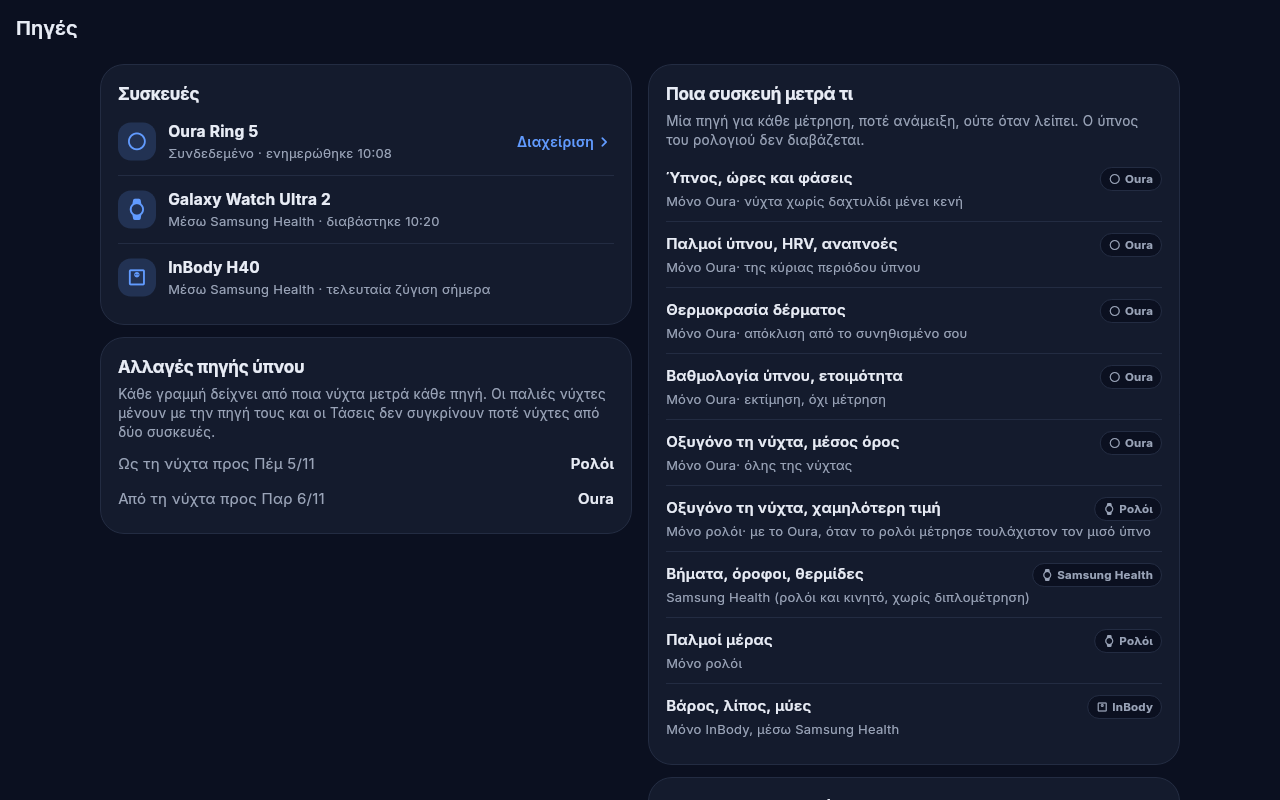 Πηγές
Συσκευές
Oura Ring 5
Συνδεδεμένο · ενημερώθηκε 10:08
Διαχείριση
Galaxy Watch Ultra 2
Μέσω Samsung Health · διαβάστηκε 10:20
InBody H40
Μέσω Samsung Health · τελευταία ζύγιση σήμερα
Αλλαγές πηγής ύπνου
Κάθε γραμμή δείχνει από ποια νύχτα μετρά κάθε πηγή. Οι παλιές νύχτες
μένουν με την πηγή τους και οι Τάσεις δεν συγκρίνουν ποτέ νύχτες από
δύο συσκευές.
Ως τη νύχτα προς Πέμ 5/11
Ρολόι
Από τη νύχτα προς Παρ 6/11
Oura
Ποια συσκευή μετρά τι
Μία πηγή για κάθε μέτρηση, ποτέ ανάμειξη, ούτε όταν λείπει. Ο ύπνος
του ρολογιού δεν διαβάζεται.
Ύπνος, ώρες και φάσεις
Oura
Μόνο Oura· νύχτα χωρίς δαχτυλίδι μένει κενή
Παλμοί ύπνου, HRV, αναπνοές
Oura
Μόνο Oura· της κύριας περιόδου ύπνου
Θερμοκρασία δέρματος
Oura
Μόνο Oura· απόκλιση από το συνηθισμένο σου
Βαθμολογία ύπνου, ετοιμότητα
Oura
Μόνο Oura· εκτίμηση, όχι μέτρηση
Οξυγόνο τη νύχτα, μέσος όρος
Oura
Μόνο Oura· όλης της νύχτας
Οξυγόνο τη νύχτα, χαμηλότερη τιμή
Ρολόι
Μόνο ρολόι· με το Oura, όταν το ρολόι μέτρησε τουλάχιστον τον μισό ύπνο
Βήματα, όροφοι, θερμίδες
Samsung Health
Samsung Health (ρολόι και κινητό, χωρίς διπλομέτρηση)
Παλμοί μέρας
Ρολόι
Μόνο ρολόι
Βάρος, λίπος, μύες
InBody
Μόνο InBody, μέσω Samsung Health